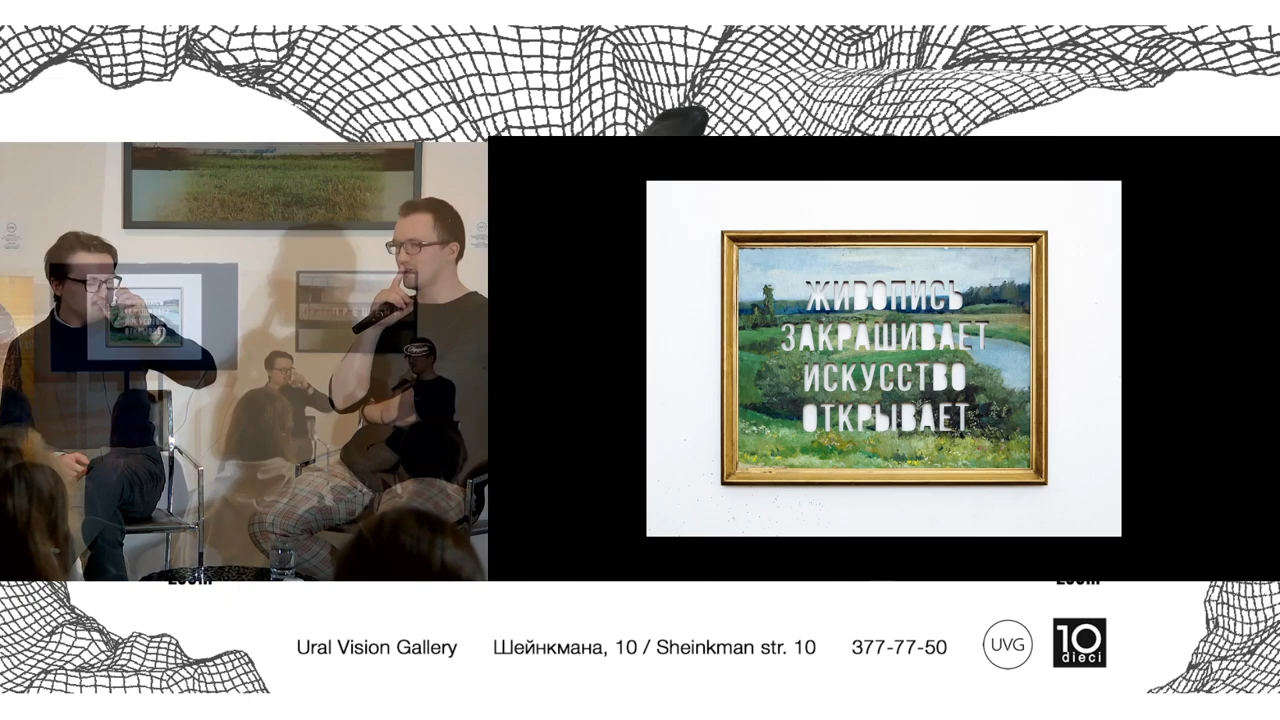 ЖИВОПИСЬ
ЗАКРАШИВАЕТ
ИСКУССТВО
ОТКРЫВАЕТ
Ural Vision Gallery Шейнкмана, 10 / Sheinkman str. 10 377-77-50
UVG
10
dieci